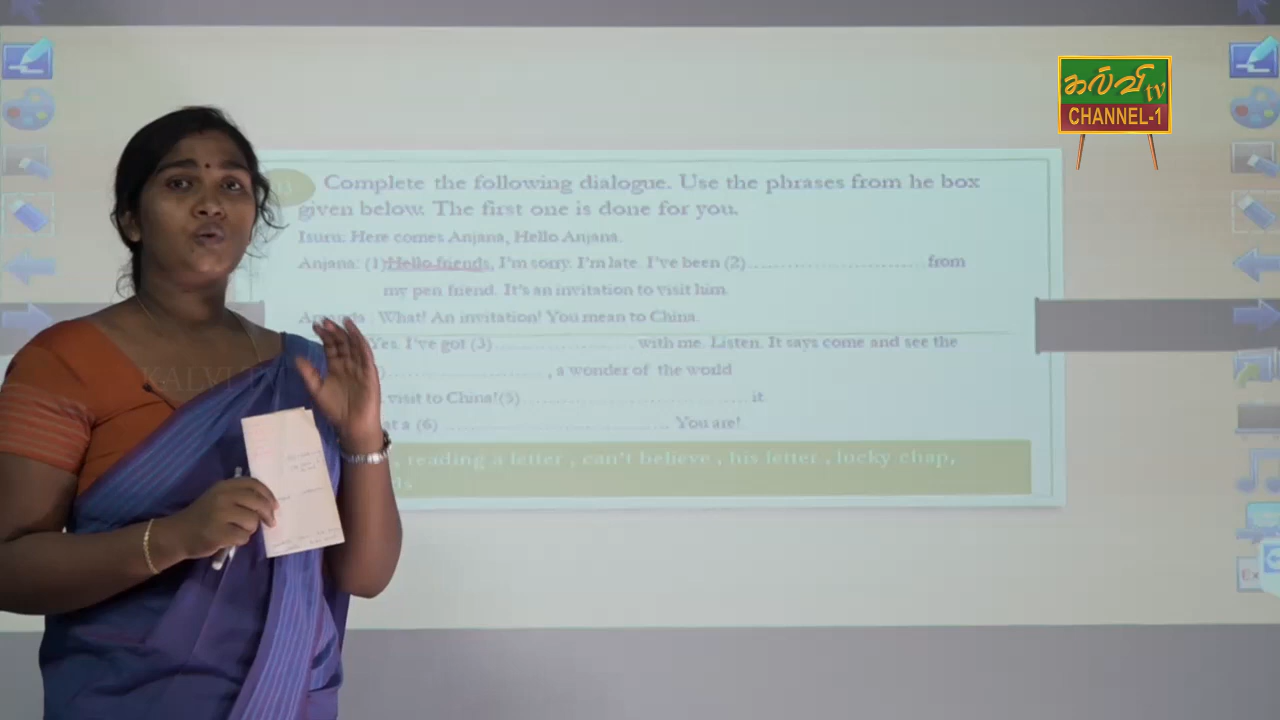 கல்வி tv
CHANNEL-1
Complete the following dialogue. Use the phrases from he box
given below. The first one is done for you.
Isuru: Here comes Anjana, Hello Anjana.
Anjana: (1)Hello friends, I'm sorry. I'm late. I've been (2)............................ from
my pen friend. It's an invitation to visit him.
Amanda : What! An invitation! You mean to China.
Yes. I've got (3) ...................... with me. Listen. It says come and see the
.........................., a wonder of the world
visit to China!(5)....................................... it
at a (6) ....................................... You are!
, reading a letter , can't believe , his letter , lucky chap,
KALVI